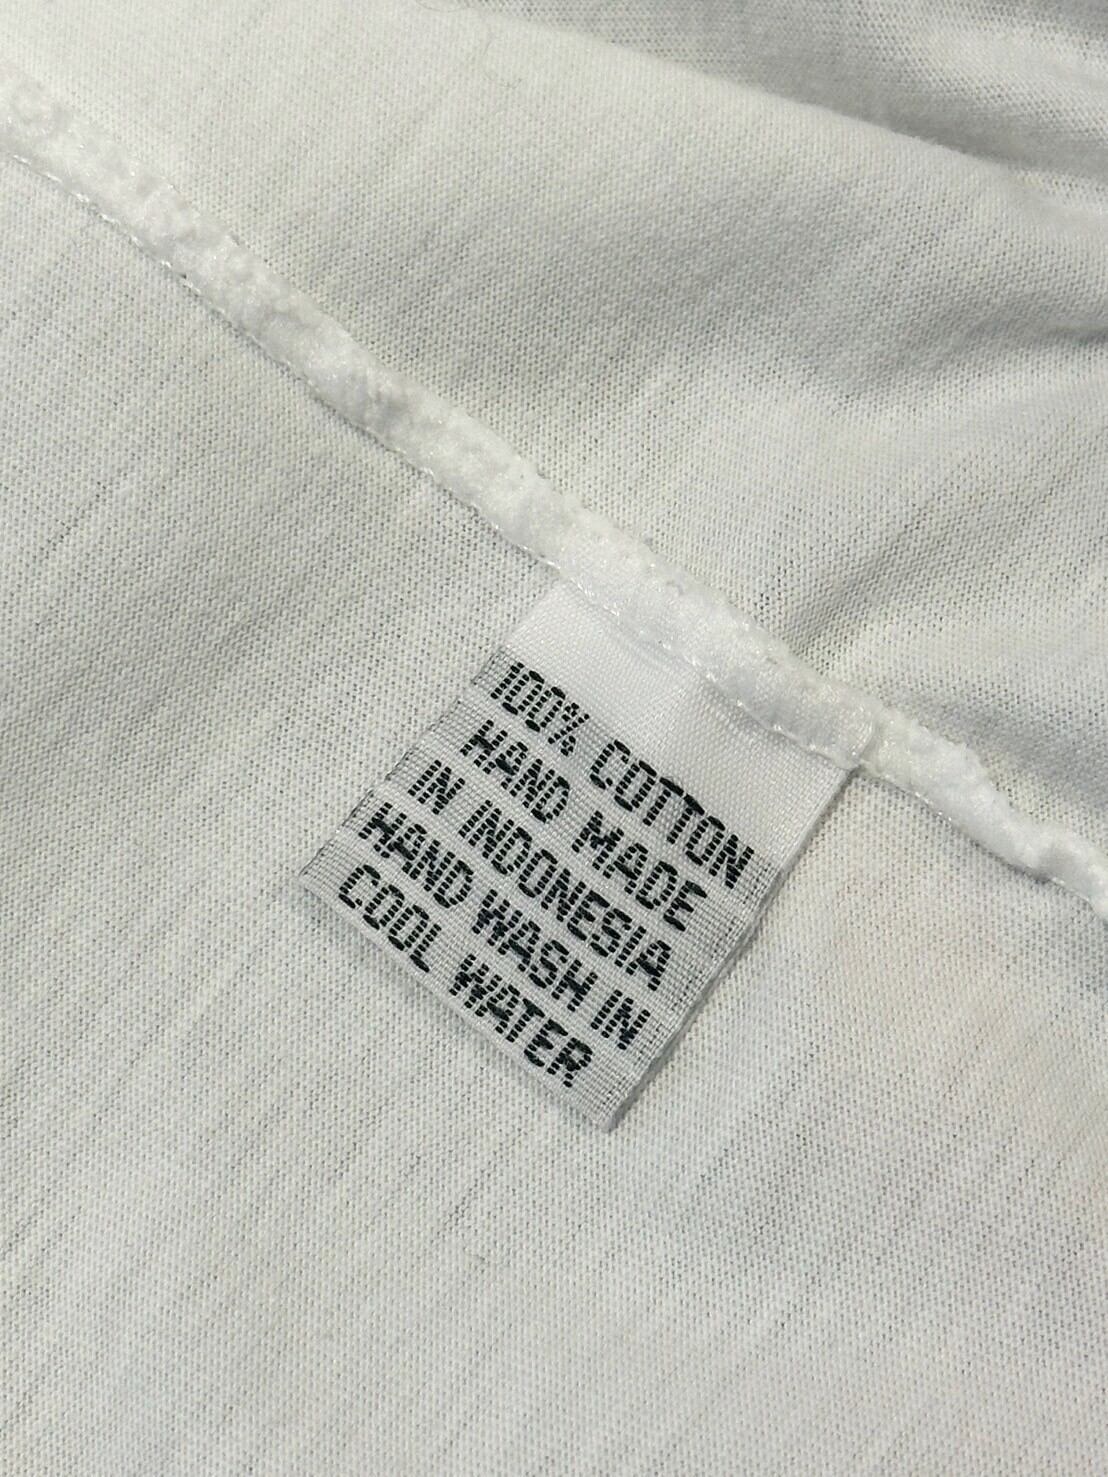 100% COTTON
HAND MADE
IN INDONESIA
HAND WASH IN
COOL WATER